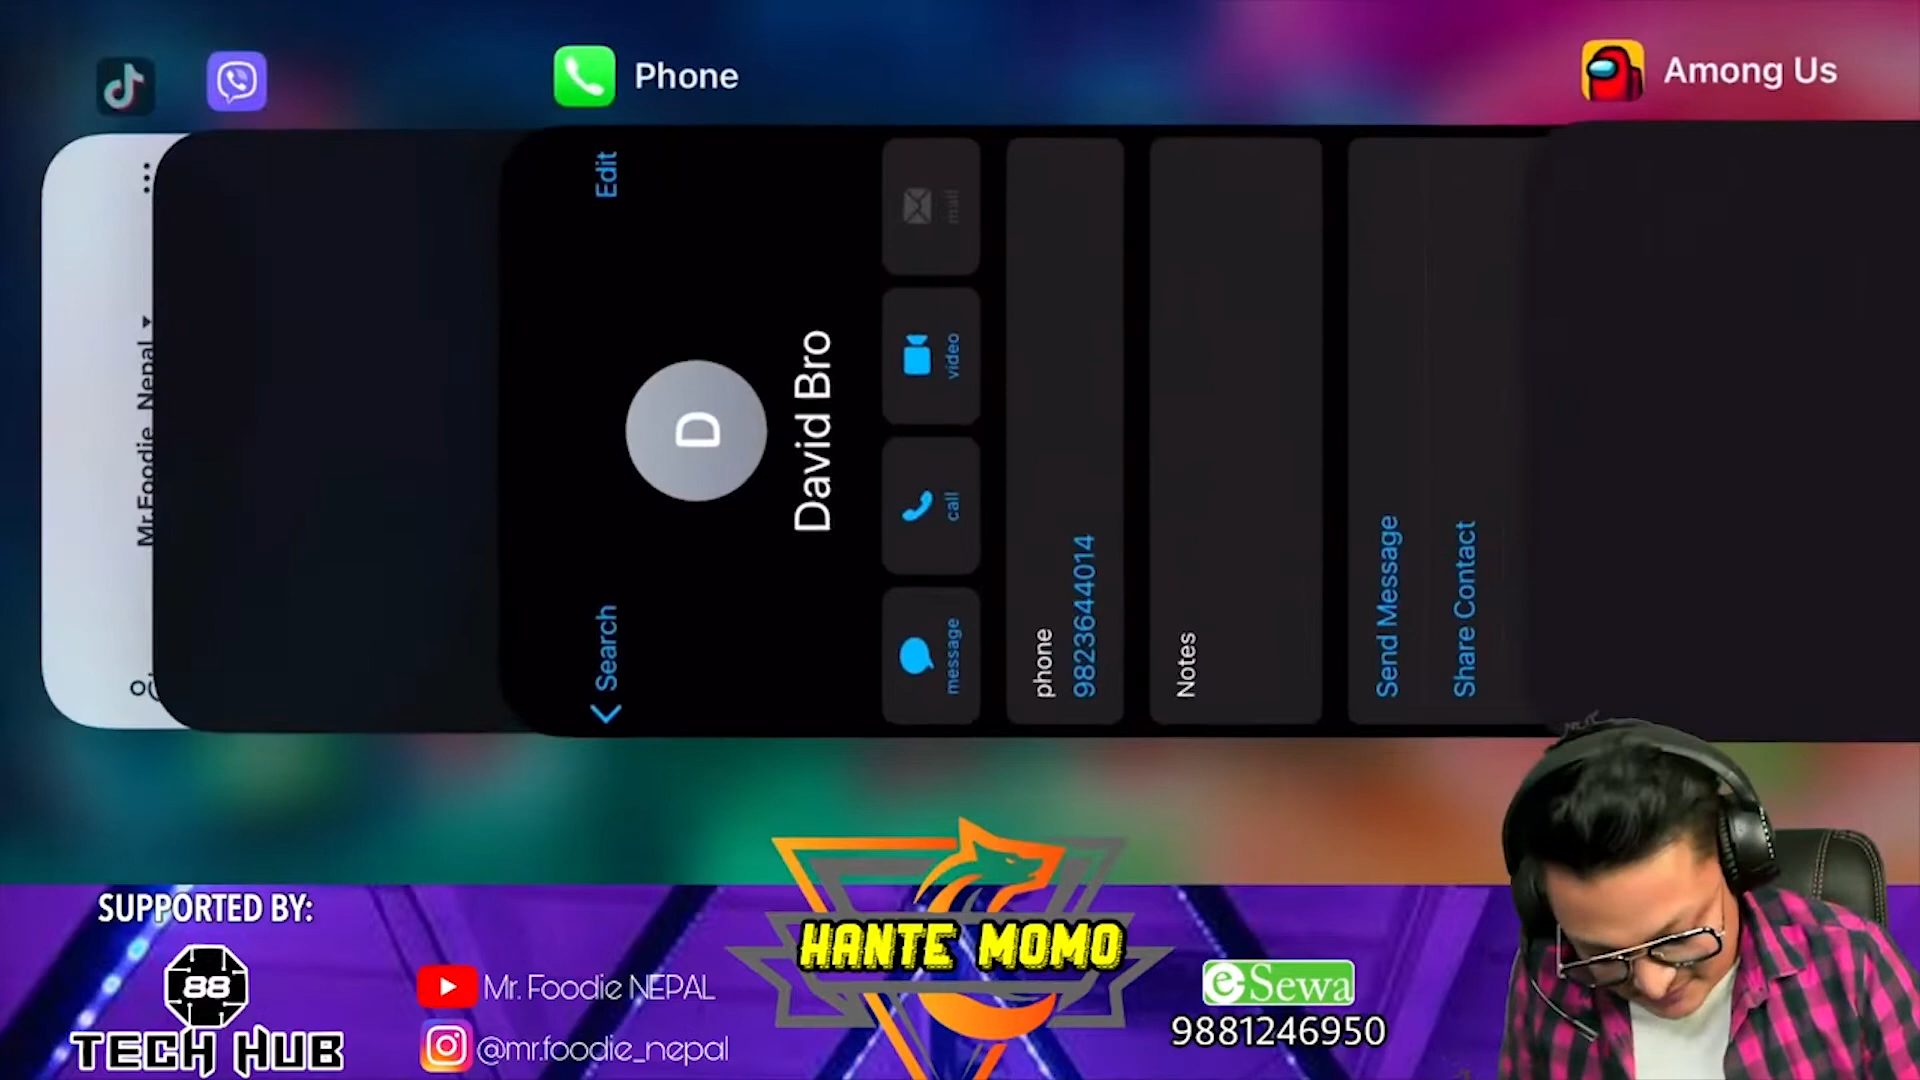 Phone
Among Us
Mr.Foodie_Nepal
Edit
Search
D
David Bro
mail
video
call
message
phone
9823644014
Notes
Send Message
Share Contact
SUPPORTED BY:
88
TECH HUB
Mr. Foodie NEPAL
@mr.foodie_nepal
HANTE MOMO
e-Sewa
9881246950